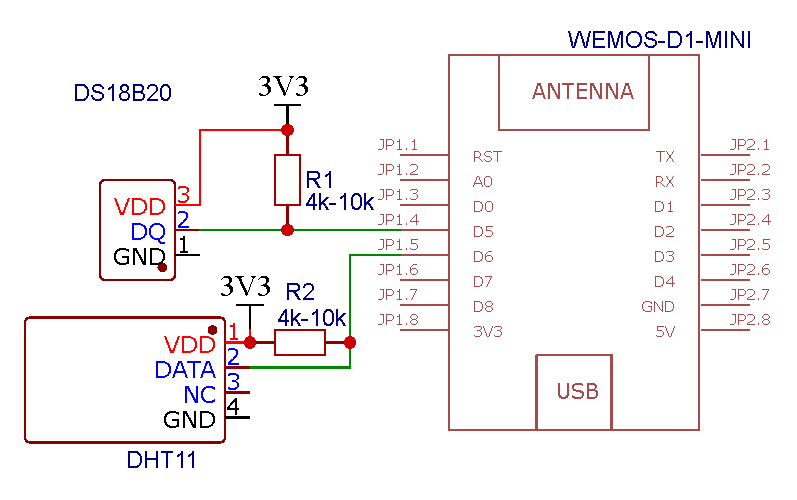 WEMOS-D1-MINI
DS18B20
3V3
ANTENNA
R1
4k-10k
VDD 3
DQ 2
GND 1
JP1.1 RST TX JP2.1
JP1.2 A0 RX JP2.2
JP1.3 D0 D1 JP2.3
JP1.4 D5 D2 JP2.4
JP1.5 D6 D3 JP2.5
JP1.6 D7 D4 JP2.6
JP1.7 D8 GND JP2.7
JP1.8 3V3 5V JP2.8
3V3
R2
4k-10k
VDD 1
DATA 2
NC 3
GND 4
USB
DHT11